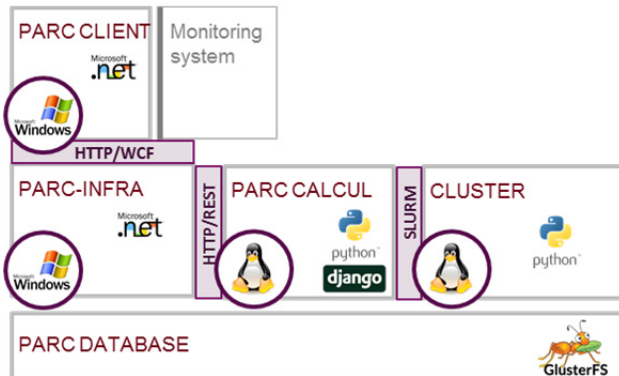 PARC CLIENT
Microsoft
.net
Microsoft
Windows
Monitoring
system
HTTP/WCF
PARC-INFRA
Microsoft
.net
Microsoft
Windows
HTTP/REST
PARC CALCUL
python
django
SLURM
CLUSTER
python
PARC DATABASE
GlusterFS